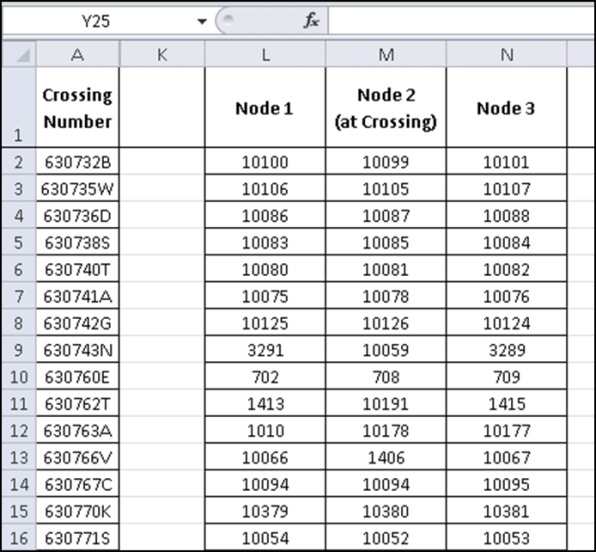 Y25 fx
A K L M N
1 Crossing Number Node 1 Node 2 (at Crossing) Node 3
2 630732B 10100 10099 10101
3 630735W 10106 10105 10107
4 630736D 10086 10087 10088
5 630738S 10083 10085 10084
6 630740T 10080 10081 10082
7 630741A 10075 10078 10076
8 630742G 10125 10126 10124
9 630743N 3291 10059 3289
10 630760E 702 708 709
11 630762T 1413 10191 1415
12 630763A 1010 10178 10177
13 630766V 10066 1406 10067
14 630767C 10094 10094 10095
15 630770K 10379 10380 10381
16 630771S 10054 10052 10053